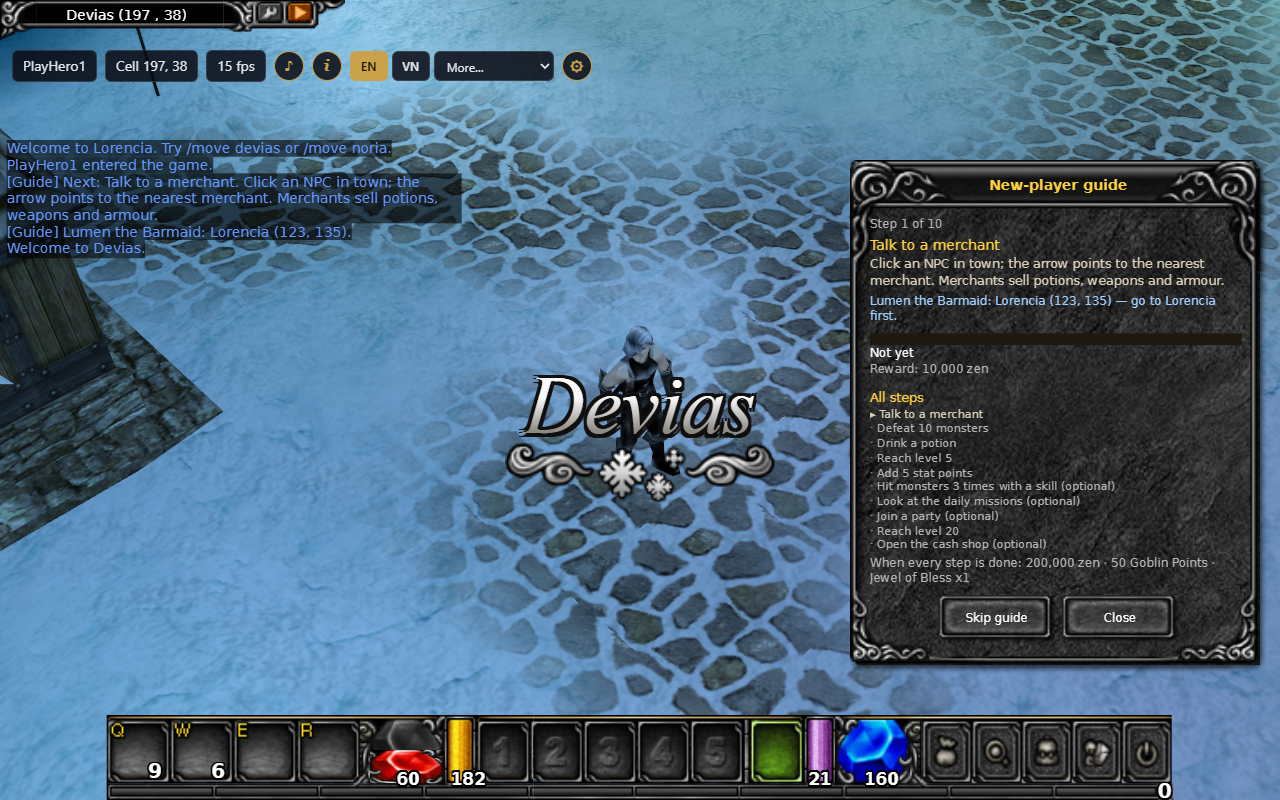 Devias (197 , 38)
PlayHero1
Cell 197, 38
15 fps
♪
i
EN
VN
More...
Welcome to Lorencia. Try /move devias or /move noria.
PlayHero1 entered the game.
[Guide] Next: Talk to a merchant. Click an NPC in town; the
arrow points to the nearest merchant. Merchants sell potions,
weapons and armour.
[Guide] Lumen the Barmaid: Lorencia (123, 135).
Welcome to Devias.
Devias
New-player guide
Step 1 of 10
Talk to a merchant
Click an NPC in town; the arrow points to the nearest
merchant. Merchants sell potions, weapons and armour.
Lumen the Barmaid: Lorencia (123, 135) — go to Lorencia
first.
Not yet
Reward: 10,000 zen
All steps
▸ Talk to a merchant
· Defeat 10 monsters
· Drink a potion
· Reach level 5
· Add 5 stat points
· Hit monsters 3 times with a skill (optional)
· Look at the daily missions (optional)
· Join a party (optional)
· Reach level 20
· Open the cash shop (optional)
When every step is done: 200,000 zen · 50 Goblin Points ·
Jewel of Bless x1
Skip guide
Close
Q
9
W
6
E
R
60
182
1
2
3
4
5
21
160
0